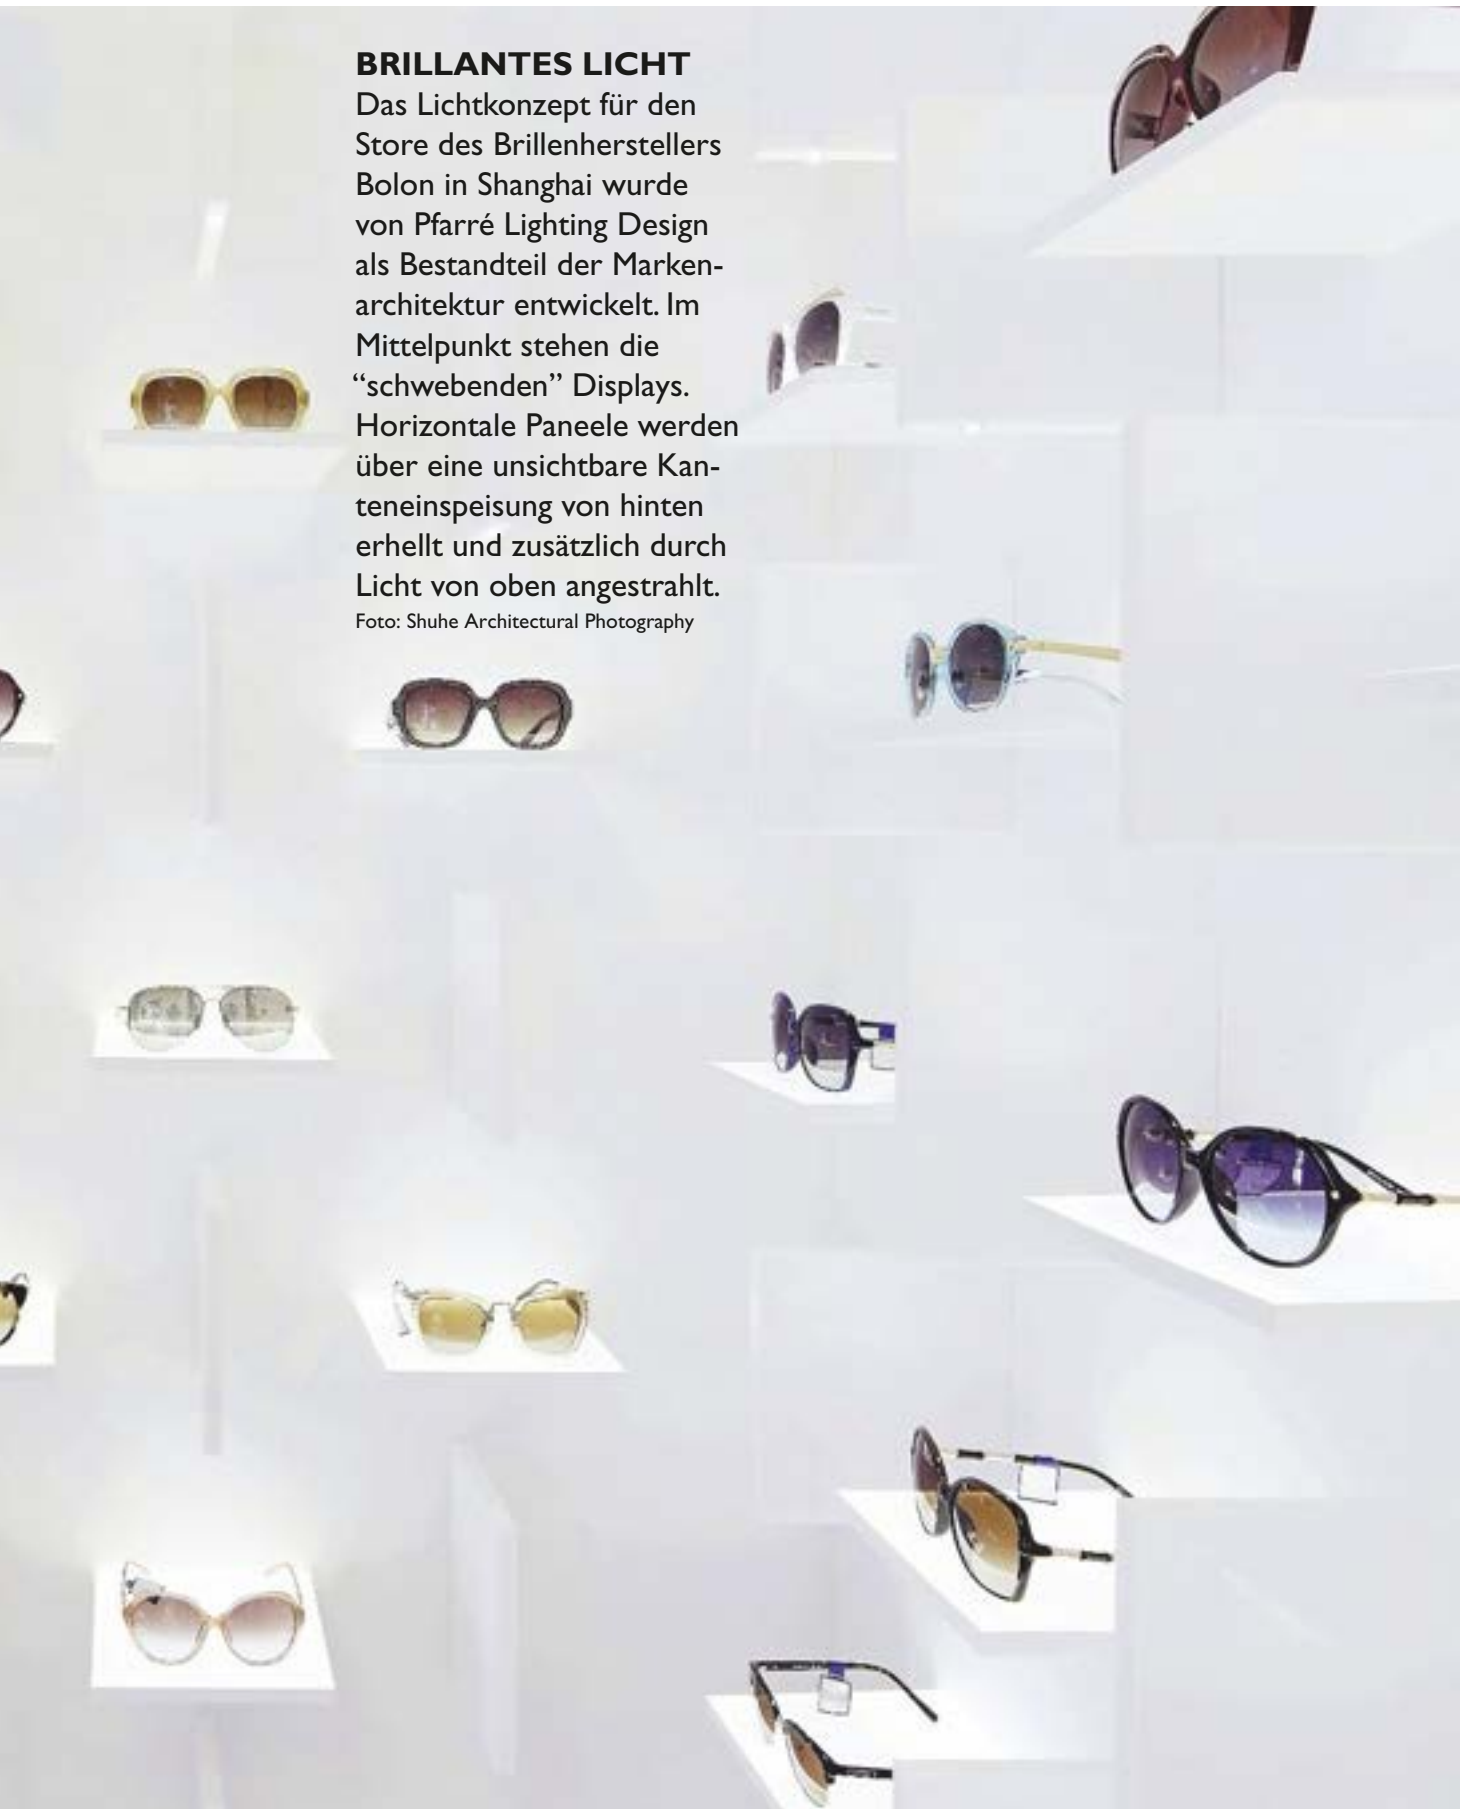 BRILLANTES LICHT
Das Lichtkonzept für den
Store des Brillenherstellers
Bolon in Shanghai wurde
von Pfarré Lighting Design
als Bestandteil der Marken-
architektur entwickelt. Im
Mittelpunkt stehen die
“schwebenden” Displays.
Horizontale Paneele werden
über eine unsichtbare Kan-
teneinspeisung von hinten
erhellt und zusätzlich durch
Licht von oben angestrahlt.
Foto: Shuhe Architectural Photography